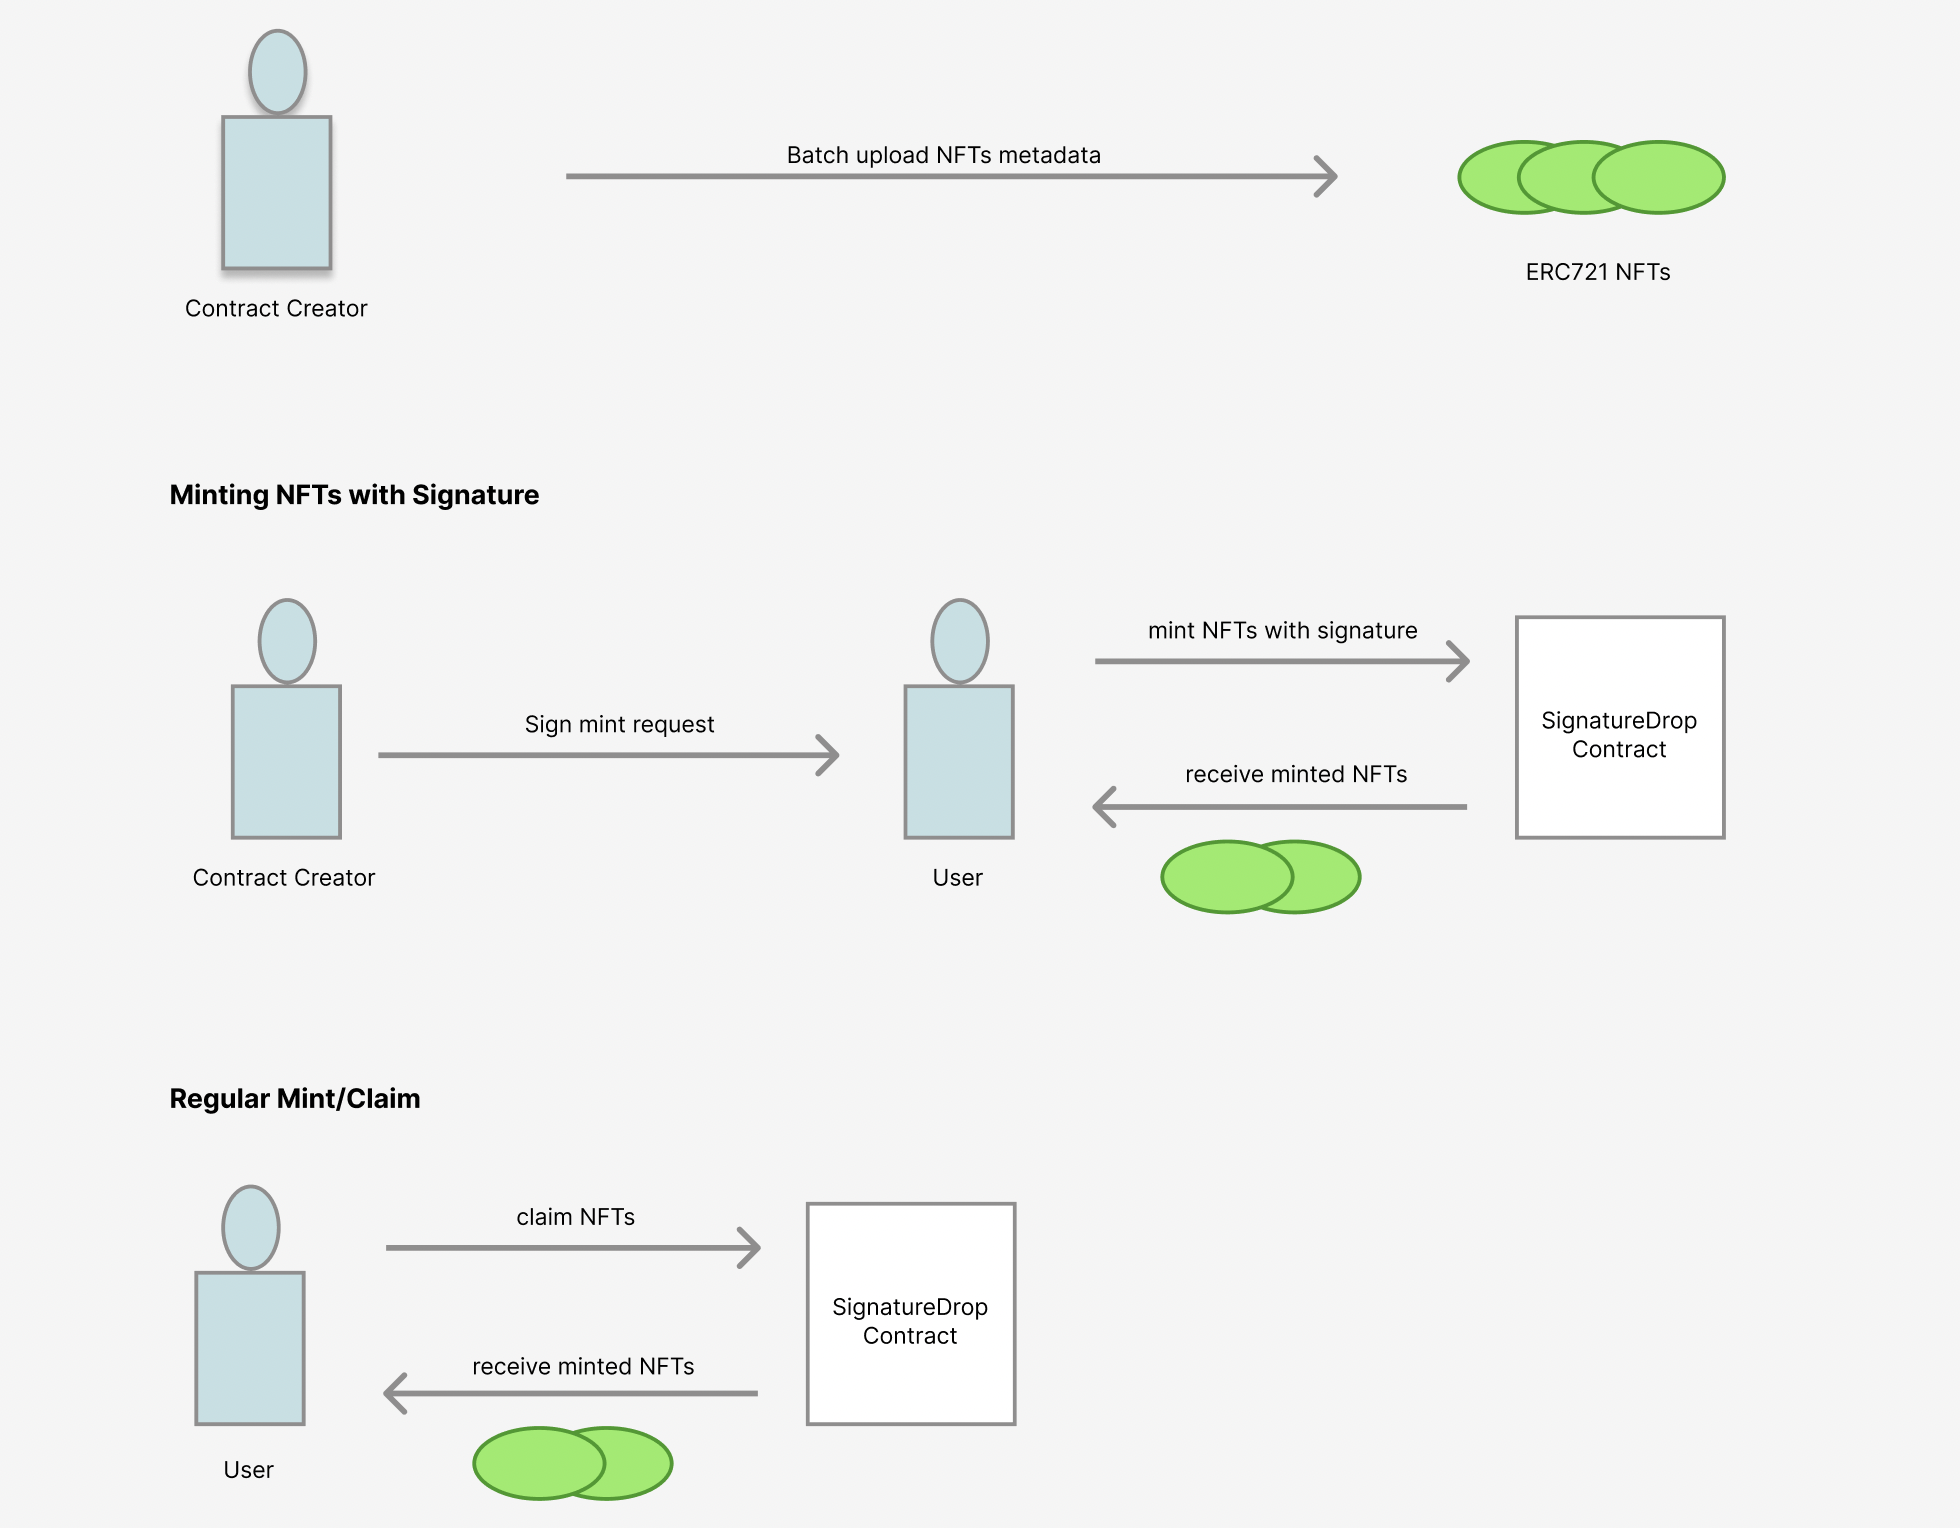 Batch upload NFTs metadata
ERC721 NFTs
Contract Creator
Minting NFTs with Signature
mint NFTs with signature
Sign mint request
SignatureDrop
Contract
receive minted NFTs
Contract Creator
User
Regular Mint/Claim
claim NFTs
SignatureDrop
Contract
receive minted NFTs
User